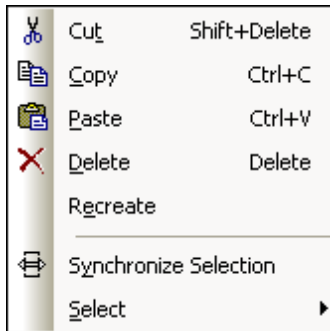 Cut Shift+Delete
Copy Ctrl+C
Paste Ctrl+V
Delete Delete
Recreate
Synchronize Selection
Select